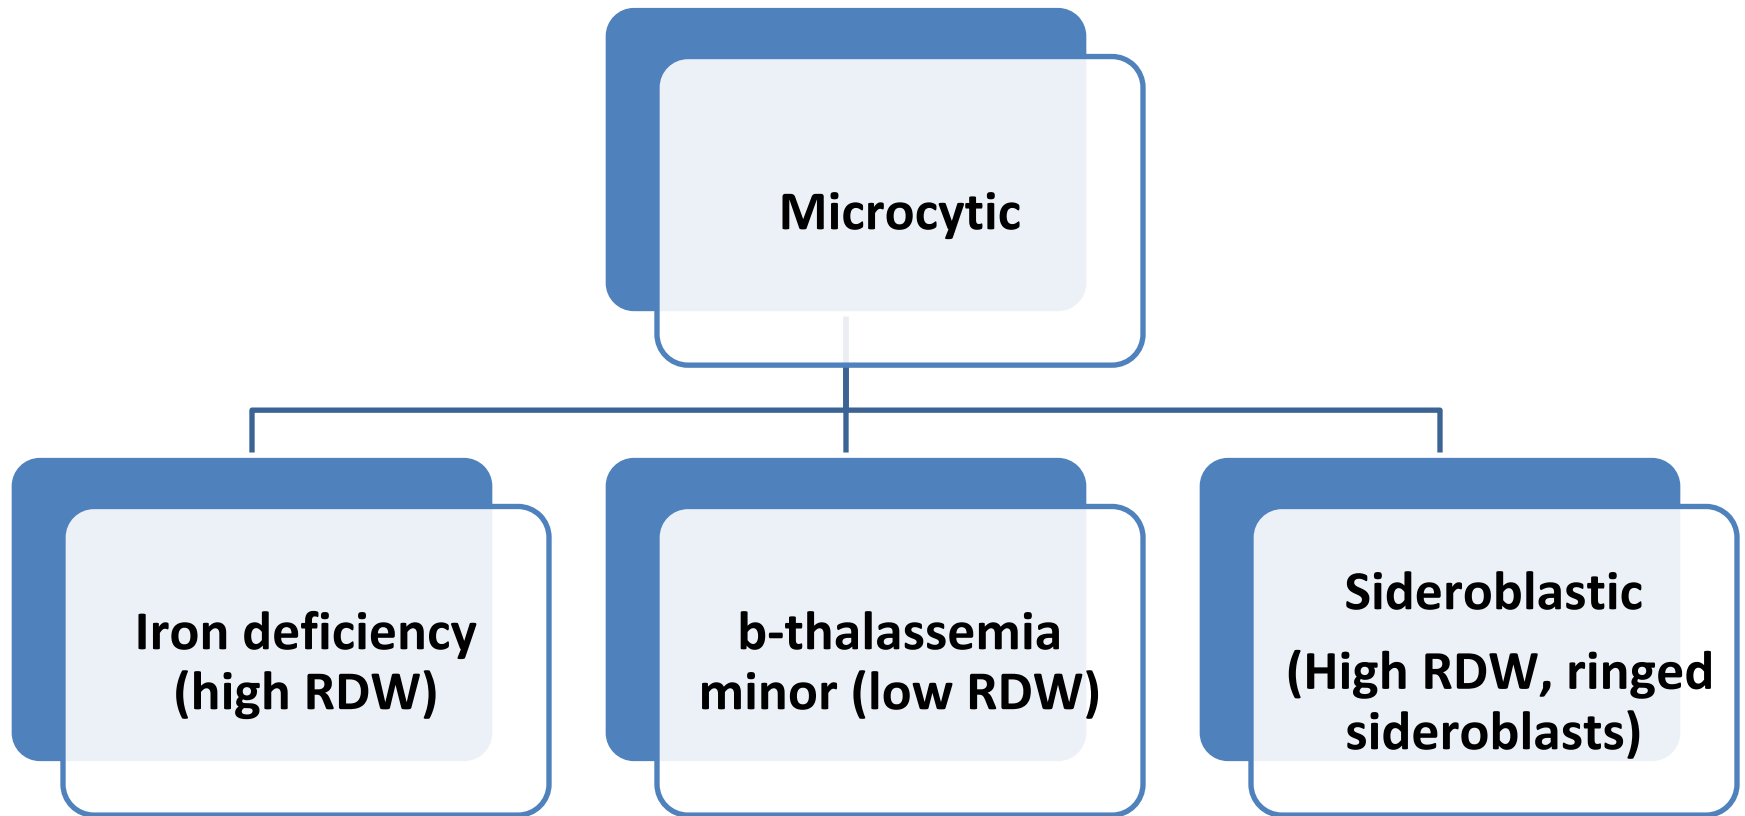 Microcytic
Iron deficiency
(high RDW)
b-thalassemia
minor (low RDW)
Sideroblastic
(High RDW, ringed
sideroblasts)